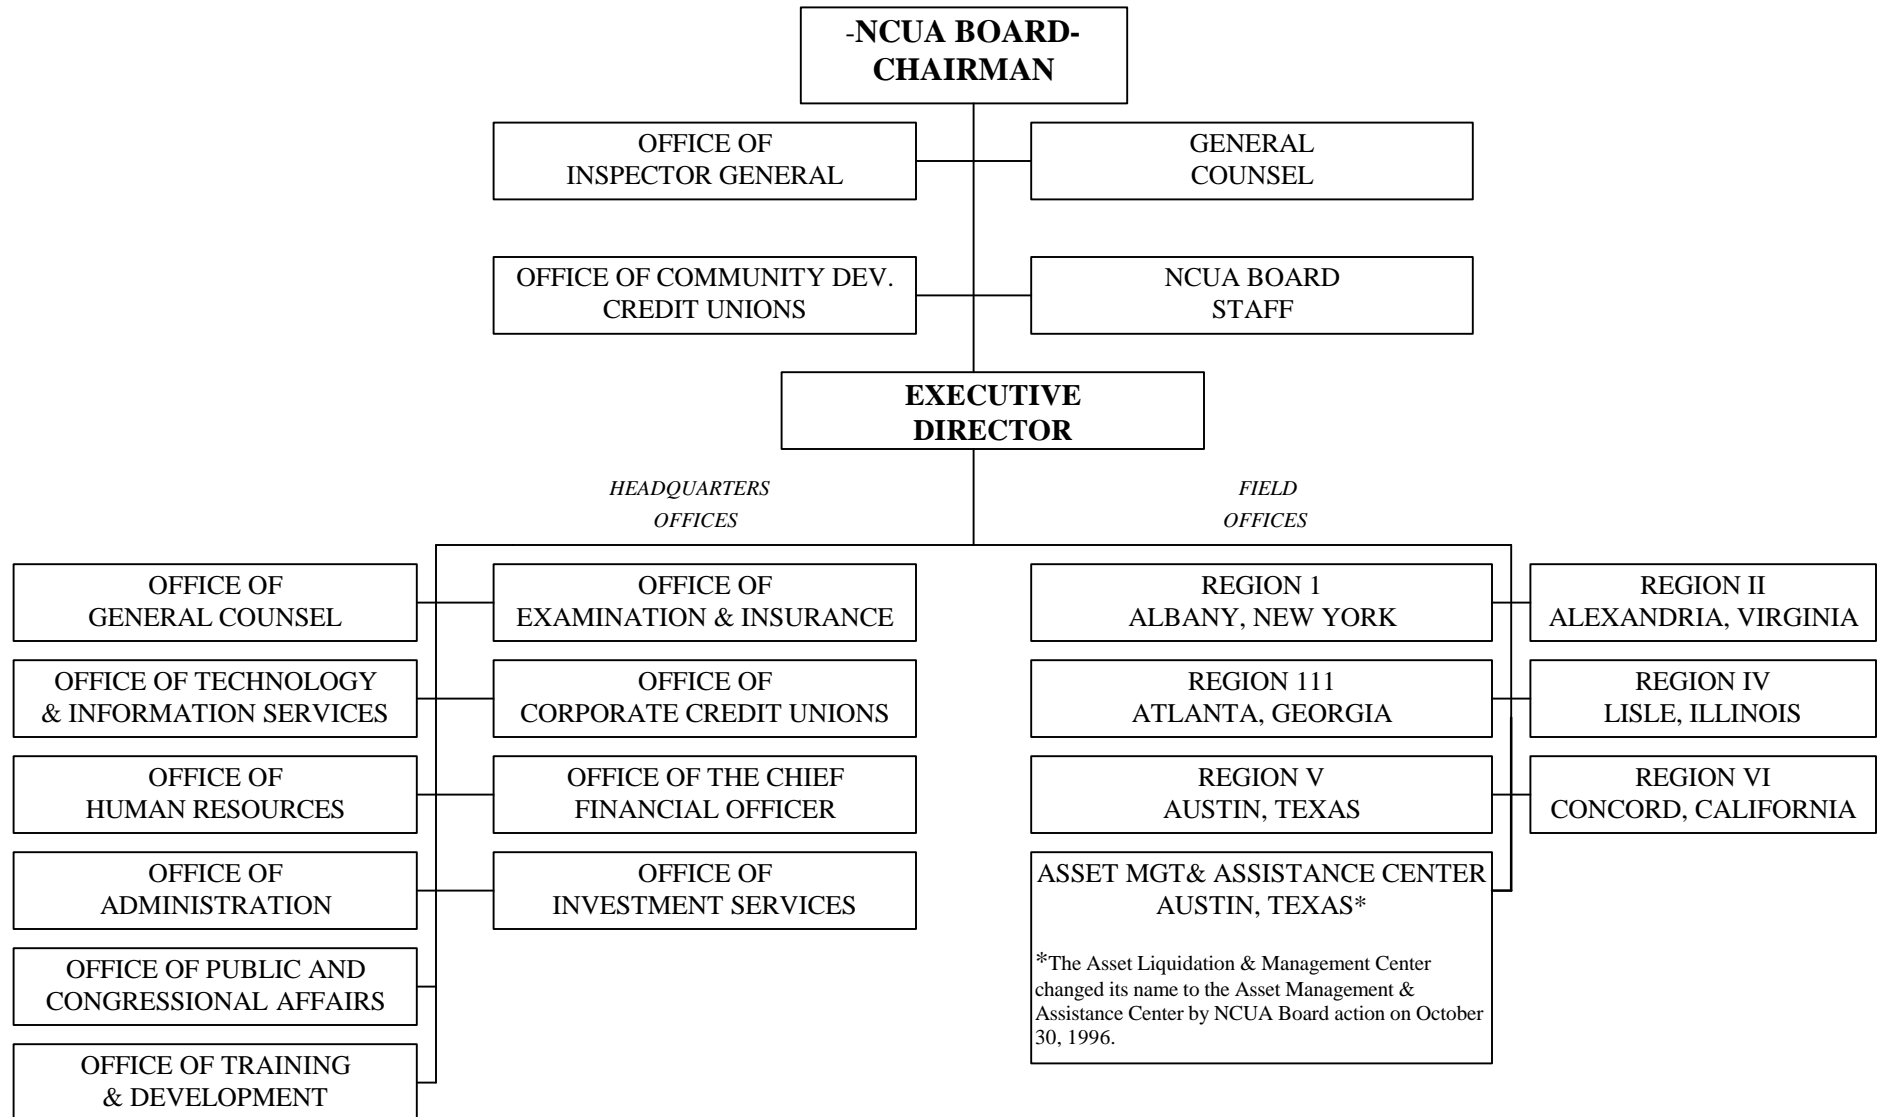 -NCUA BOARD-
CHAIRMAN
OFFICE OF
INSPECTOR GENERAL
GENERAL
COUNSEL
OFFICE OF COMMUNITY DEV.
CREDIT UNIONS
NCUA BOARD
STAFF
EXECUTIVE
DIRECTOR
HEADQUARTERS
OFFICES
FIELD
OFFICES
OFFICE OF
GENERAL COUNSEL
OFFICE OF
EXAMINATION & INSURANCE
REGION 1
ALBANY, NEW YORK
REGION II
ALEXANDRIA, VIRGINIA
OFFICE OF TECHNOLOGY
& INFORMATION SERVICES
OFFICE OF
CORPORATE CREDIT UNIONS
REGION 111
ATLANTA, GEORGIA
REGION IV
LISLE, ILLINOIS
OFFICE OF
HUMAN RESOURCES
OFFICE OF THE CHIEF
FINANCIAL OFFICER
REGION V
AUSTIN, TEXAS
REGION VI
CONCORD, CALIFORNIA
OFFICE OF
ADMINISTRATION
OFFICE OF
INVESTMENT SERVICES
ASSET MGT& ASSISTANCE CENTER
AUSTIN, TEXAS*
*The Asset Liquidation & Management Center
changed its name to the Asset Management &
Assistance Center by NCUA Board action on October
30, 1996.
OFFICE OF PUBLIC AND
CONGRESSIONAL AFFAIRS
OFFICE OF TRAINING
& DEVELOPMENT